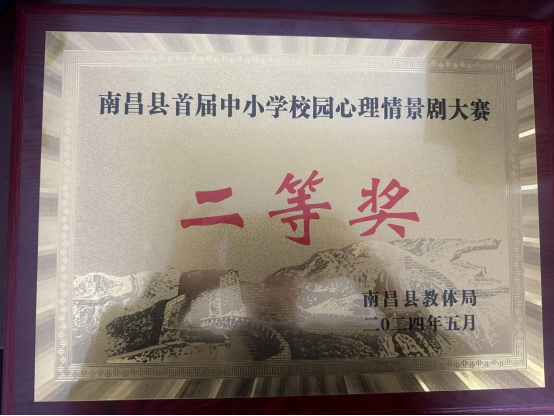 南昌县首届中小学校园心理情景剧大赛
二等奖
南昌县教体局
二〇二四年五月